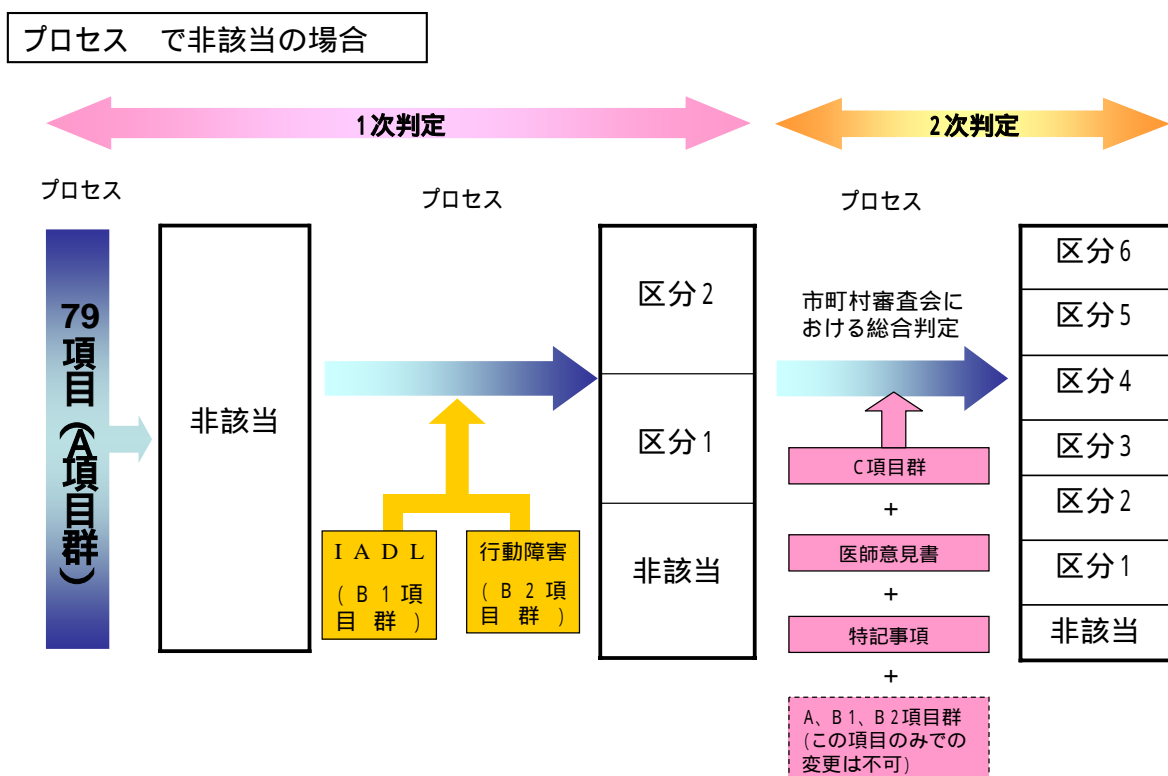 プロセス　で非該当の場合
1次判定
2次判定
プロセス
プロセス
プロセス
79項目（A項目群）
非該当
IADL
(B1項
目群)
行動障害
(B2項
目群)
区分2
区分1
非該当
市町村審査会に
おける総合判定
C項目群
+
医師意見書
+
特記事項
+
A、B1、B2項目群
(この項目のみでの
変更は不可)
区分6
区分5
区分4
区分3
区分2
区分1
非該当